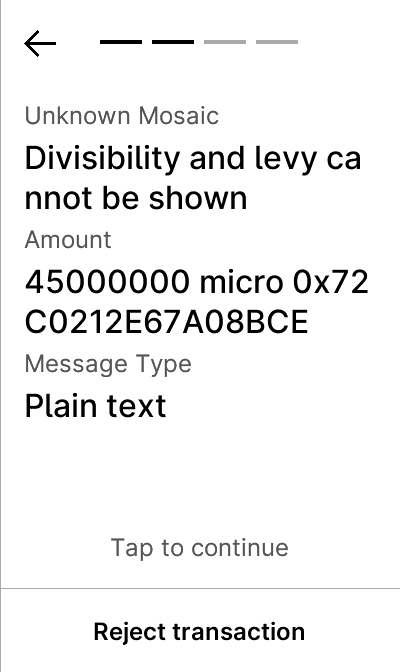 Unknown Mosaic
Divisibility and levy ca
nnot be shown
Amount
45000000 micro 0x72
C0212E67A08BCE
Message Type
Plain text
Tap to continue
Reject transaction